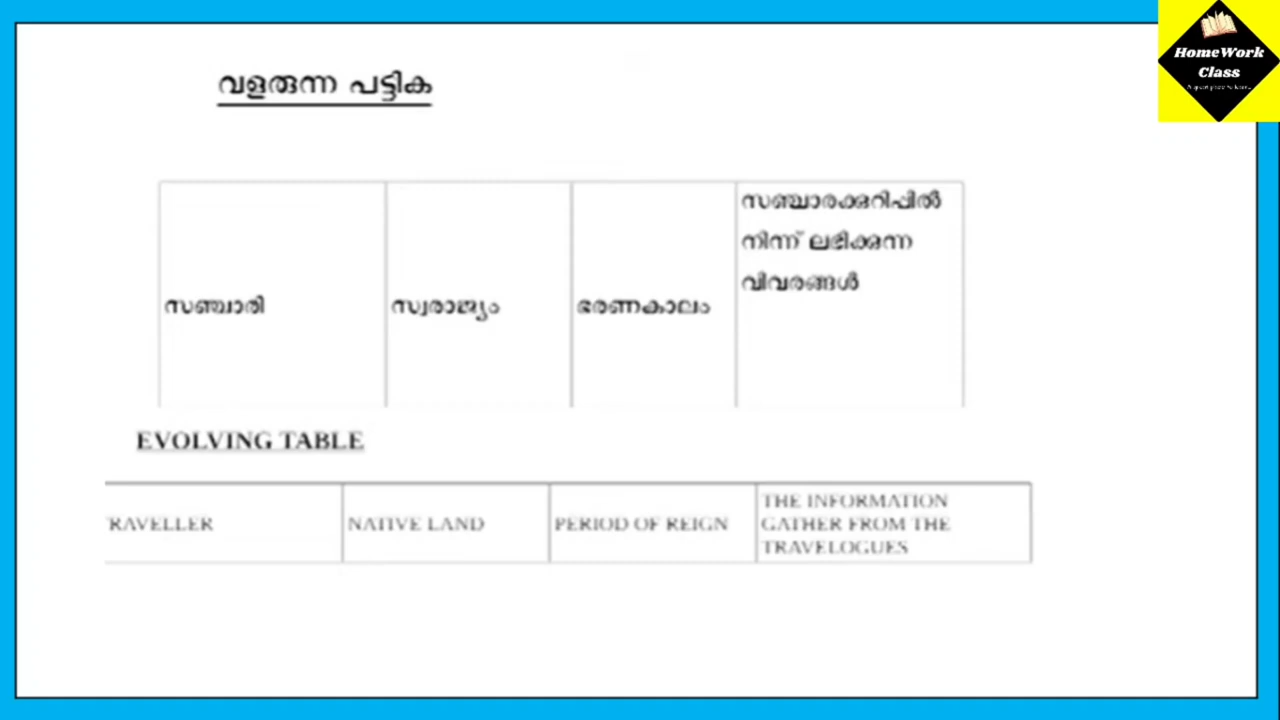 HomeWork
Class
വളരുന്ന പട്ടിക
സഞ്ചാരി
സ്വരാജ്യം
ഭരണകാലം
സഞ്ചാരക്കുറിപ്പിൽ
നിന്ന് ലഭിക്കുന്ന
വിവരങ്ങൾ
EVOLVING TABLE
RAVELLER
NATIVE LAND
PERIOD OF REIGN
THE INFORMATION
GATHER FROM THE
TRAVELOGUES